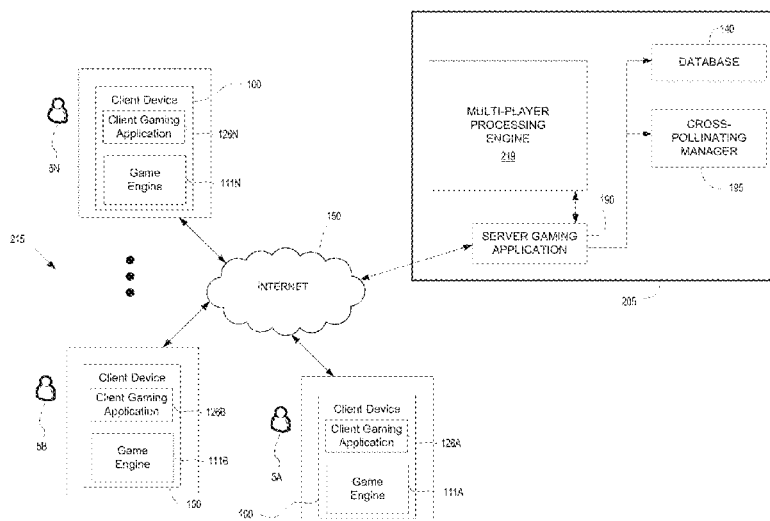 140
DATABASE
CROSS-
POLLINATING
MANAGER
195
MULTI-PLAYER
PROCESSING
ENGINE
219
190
SERVER GAMING
APPLICATION
205
100
Client Device
Client Gaming
Application
126N
Game
Engine
111N
5N
215
150
INTERNET
Client Device
Client Gaming
Application
126B
Game
Engine
111B
5B
100
Client Device
Client Gaming
Application
126A
Game
Engine
111A
5A
100